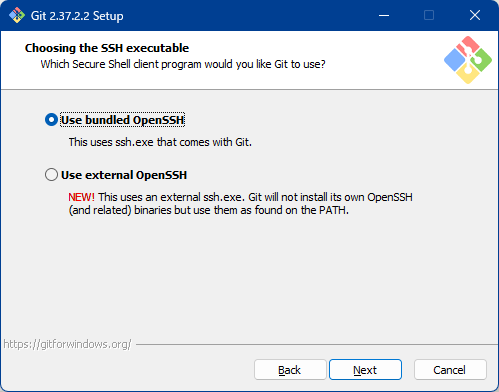 Git 2.37.2.2 Setup
Choosing the SSH executable
Which Secure Shell client program would you like Git to use?
Use bundled OpenSSH
This uses ssh.exe that comes with Git.
Use external OpenSSH
NEW! This uses an external ssh.exe. Git will not install its own OpenSSH
(and related) binaries but use them as found on the PATH.
https://gitforwindows.org/
Back
Next
Cancel